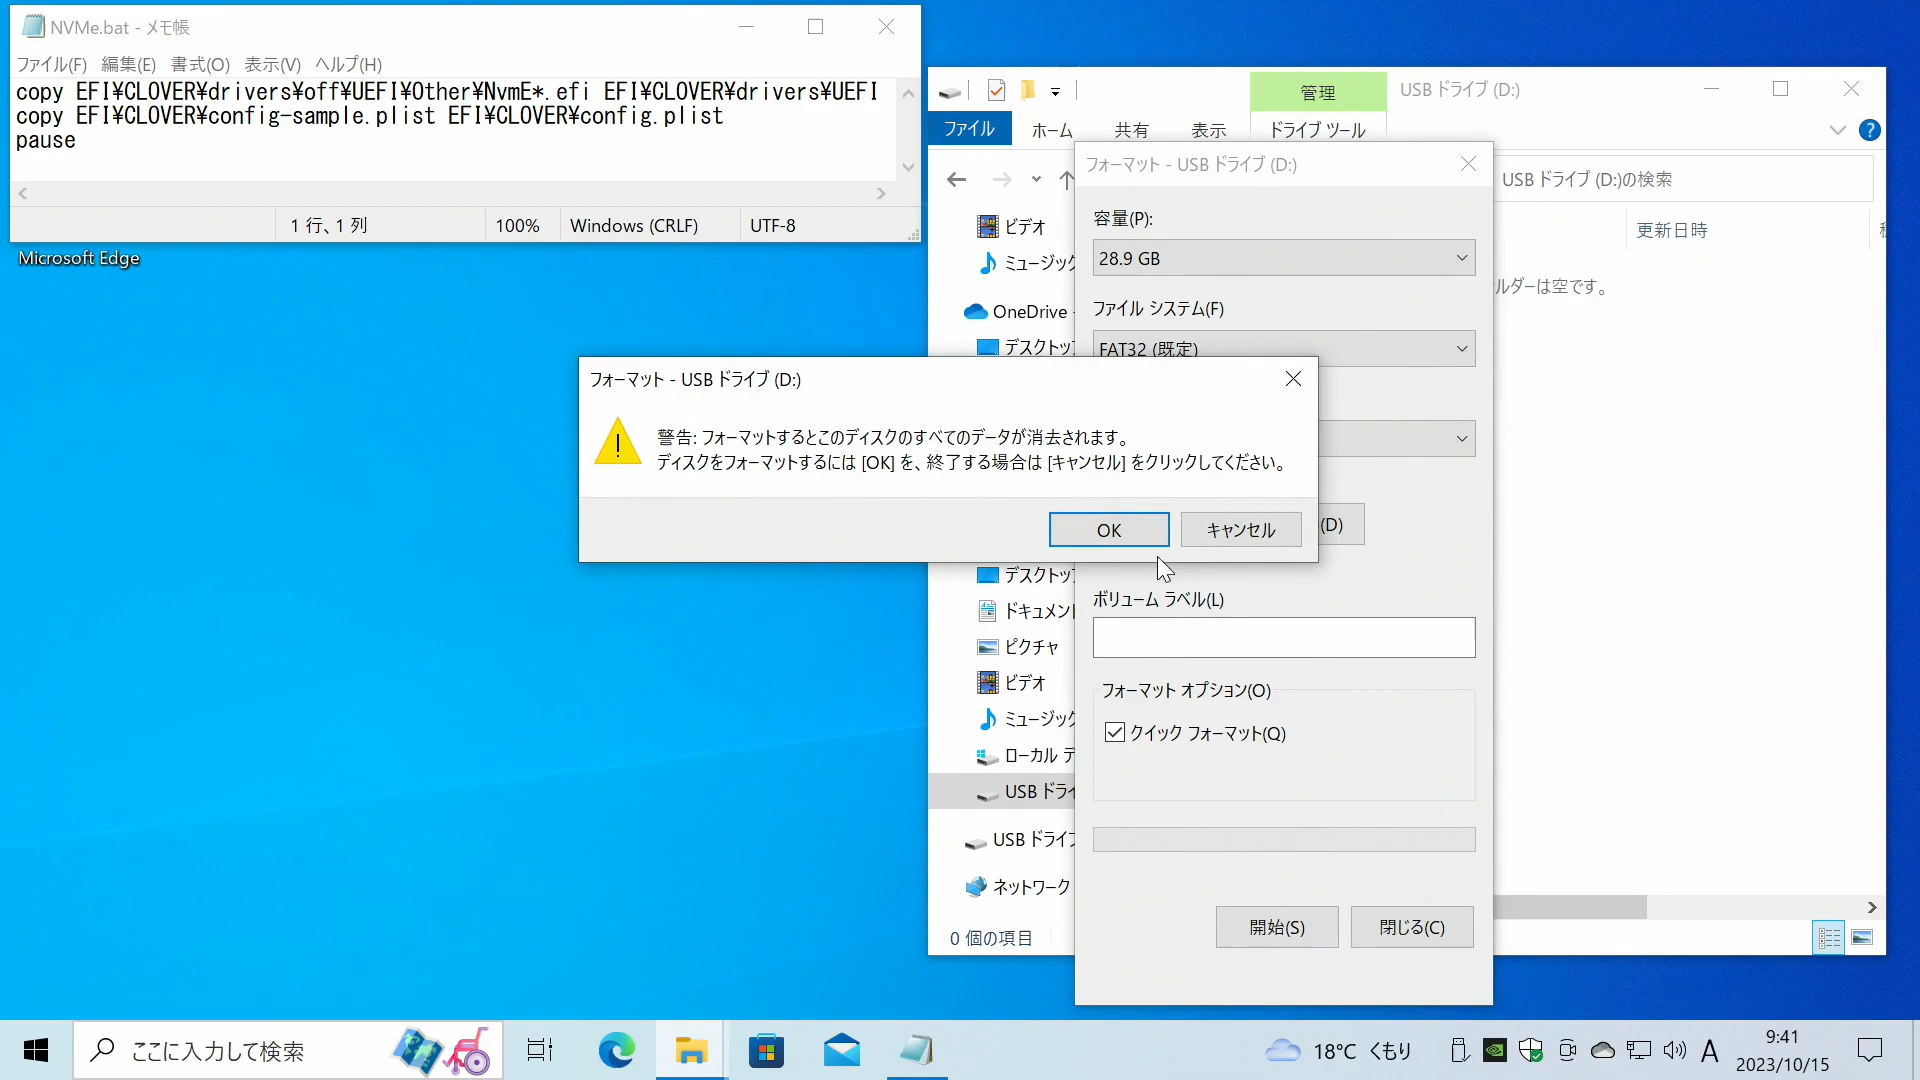 NVMe.bat - メモ帳
ファイル(F) 編集(E) 書式(O) 表示(V) ヘルプ(H)
copy EFI¥CLOVER¥drivers¥off¥UEFI¥Other¥NvmE*.efi EFI¥CLOVER¥drivers¥UEFI
copy EFI¥CLOVER¥config-sample.plist EFI¥CLOVER¥config.plist
pause
1 行、1 列
100%
Windows (CRLF)
UTF-8
Microsoft Edge
管理
USB ドライブ (D:)
ファイル
ホーム
共有
表示
ドライブ ツール
USB ドライブ (D:)の検索
更新日時
ルダーは空です。
ビデオ
ミュージック
OneDrive -
デスクトップ
デスクトップ
ドキュメント
ピクチャ
ビデオ
ミュージック
ローカル デ
USB ドライ
USB ドライブ
ネットワーク
0 個の項目
フォーマット - USB ドライブ (D:)
容量(P):
28.9 GB
ファイル システム(F)
FAT32 (既定)
(D)
ボリューム ラベル(L)
フォーマット オプション(O)
クイック フォーマット(Q)
開始(S)
閉じる(C)
フォーマット - USB ドライブ (D:)
警告: フォーマットするとこのディスクのすべてのデータが消去されます。
ディスクをフォーマットするには [OK] を、終了する場合は [キャンセル] をクリックしてください。
OK
キャンセル
ここに入力して検索
18°C くもり
A
9:41
2023/10/15